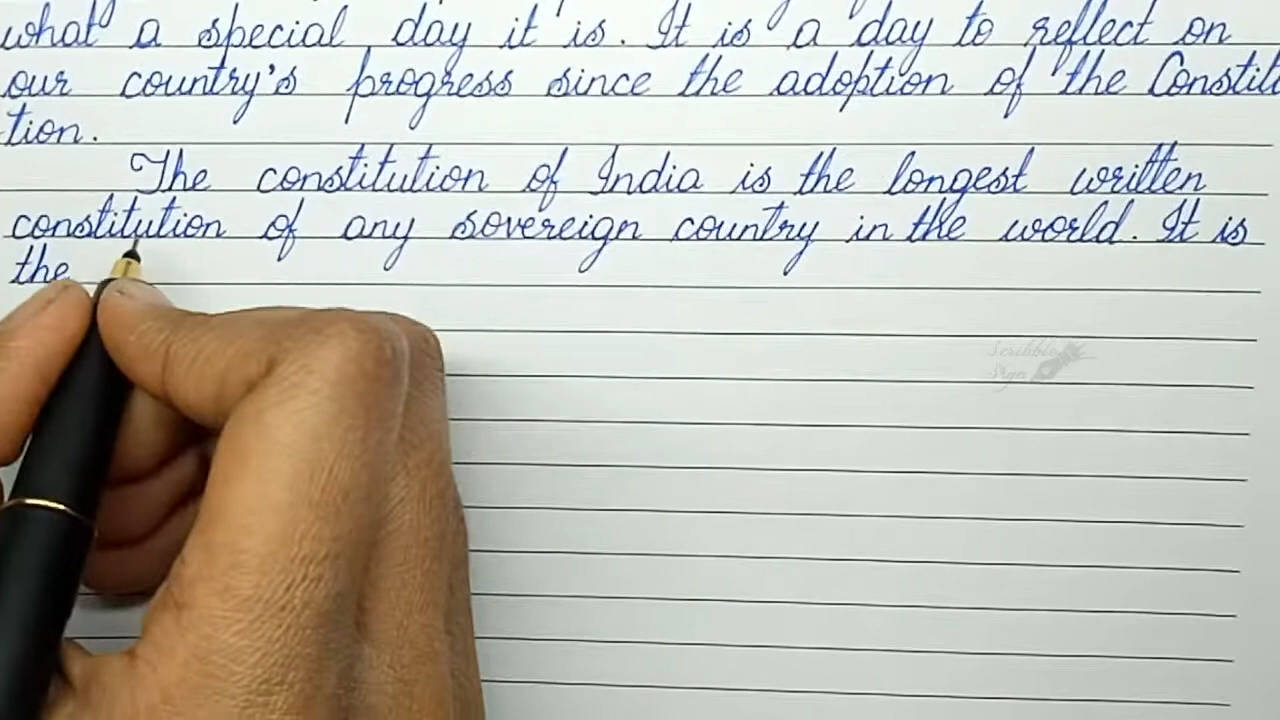 what a special day it is. It is a day to reflect on
our country's progress since the adoption of the Constitu
tion.
The constitution of India is the longest written
constitution of any sovereign country in the world. It is
the
Scribble
Arya